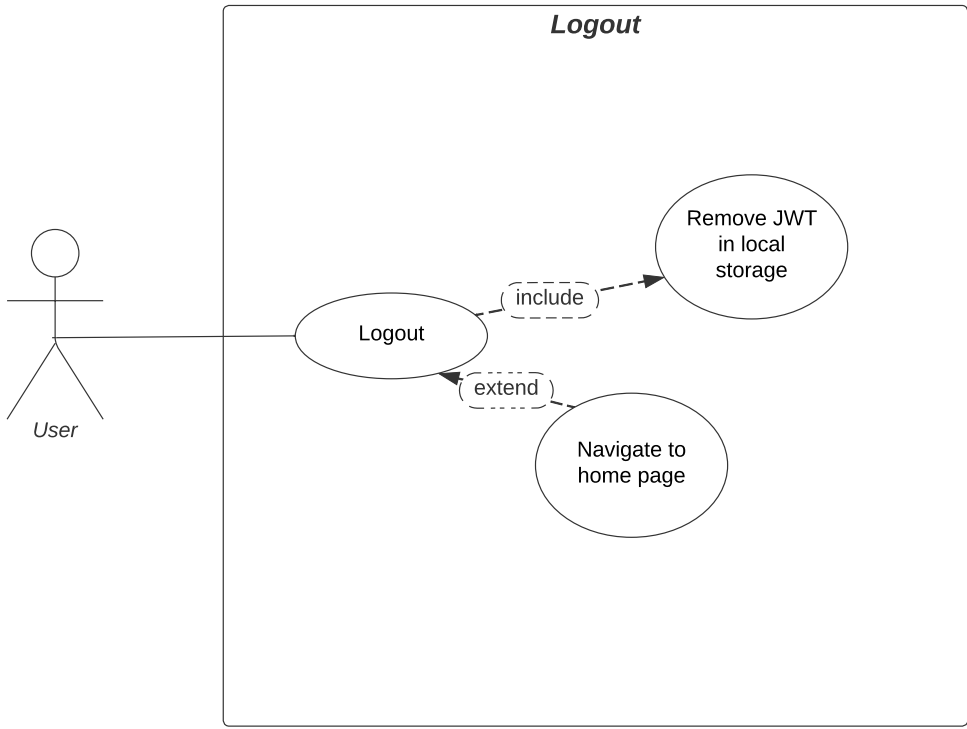 Logout
Remove JWT
in local
storage
include
Logout
extend
User
Navigate to
home page